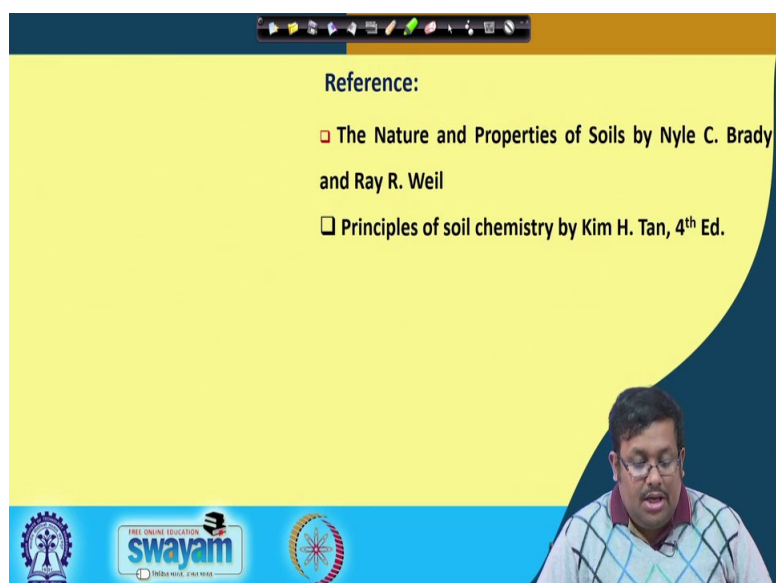 Reference:
The Nature and Properties of Soils by Nyle C. Brady
and Ray R. Weil
Principles of soil chemistry by Kim H. Tan, 4th Ed.
FREE ONLINE EDUCATION
swayam